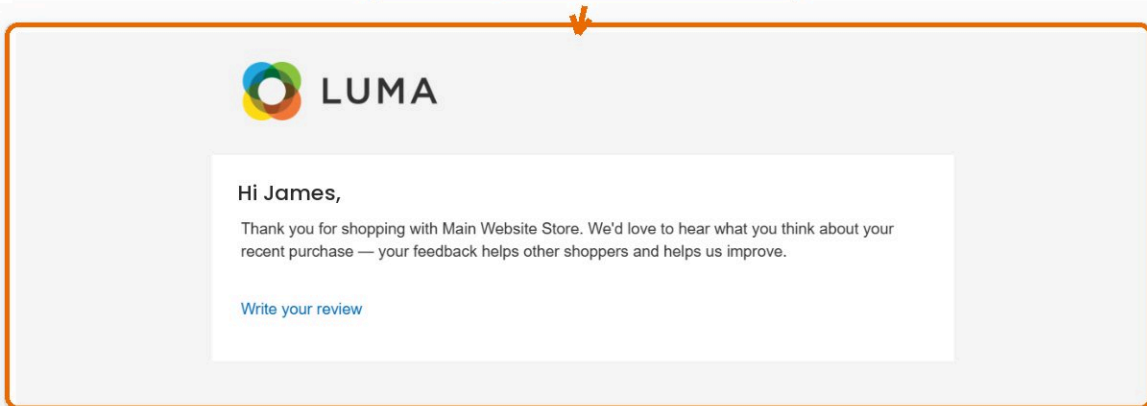 LUMA
Hi James,
Thank you for shopping with Main Website Store. We'd love to hear what you think about your
recent purchase — your feedback helps other shoppers and helps us improve.
Write your review